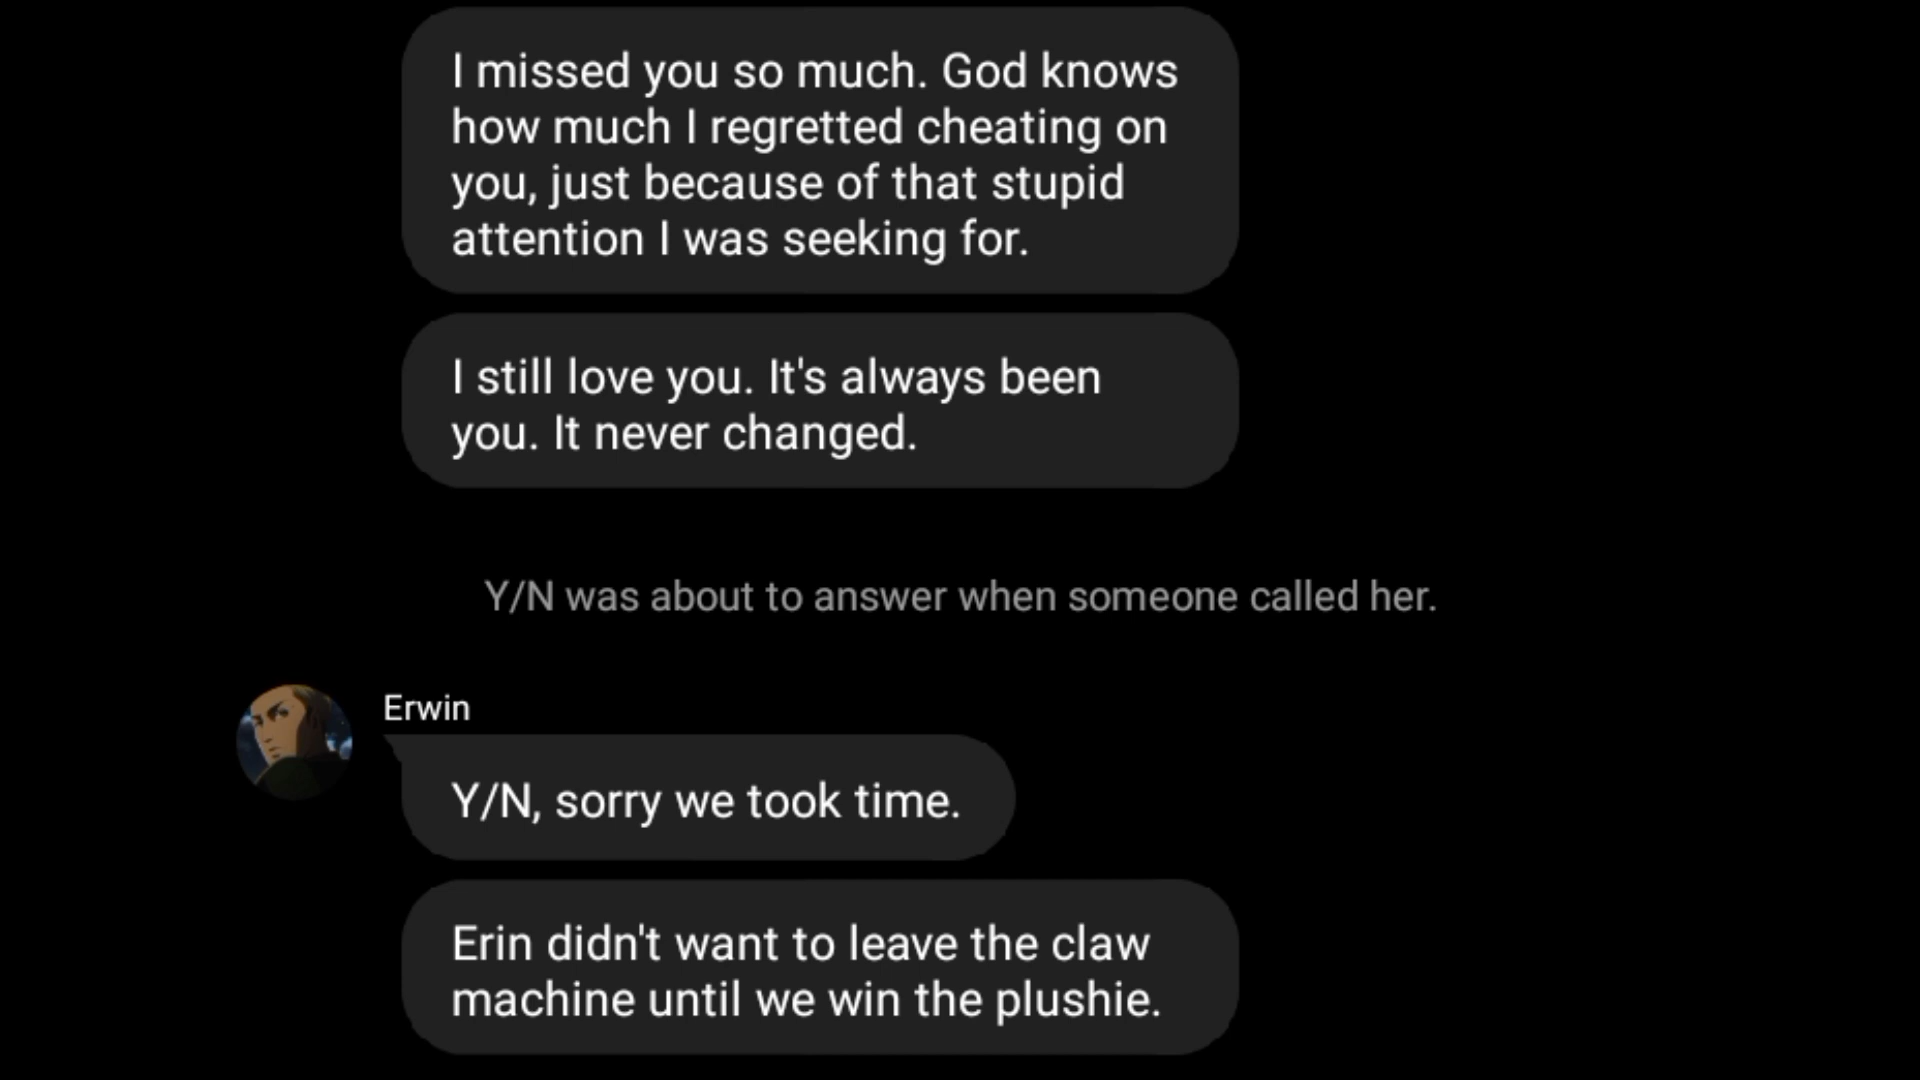 I missed you so much. God knows
how much I regretted cheating on
you, just because of that stupid
attention I was seeking for.
I still love you. It's always been
you. It never changed.
Y/N was about to answer when someone called her.
Erwin
Y/N, sorry we took time.
Erin didn't want to leave the claw
machine until we win the plushie.